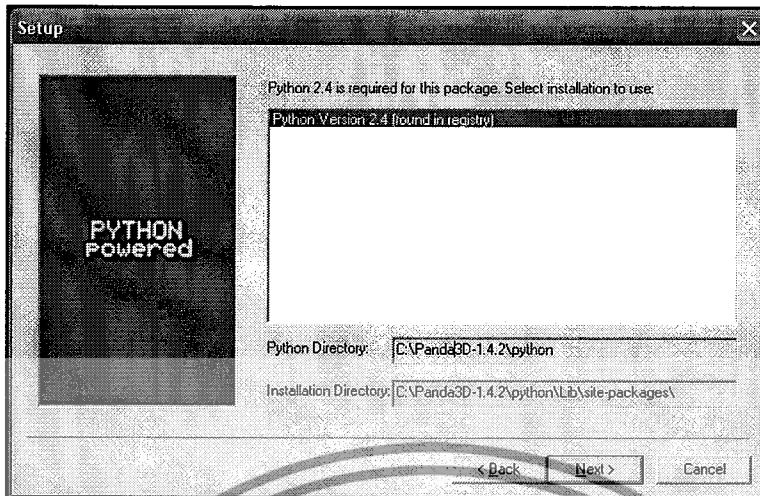 Setup
Python 2.4 is required for this package. Select installation to use:
Python Version 2.4 (found in registry)
PYTHON
powered
Python Directory: C:\Panda3D-1.4.2\python
Installation Directory: C:\Panda3D-1.4.2\python\Lib\site-packages\
< Back Next > Cancel